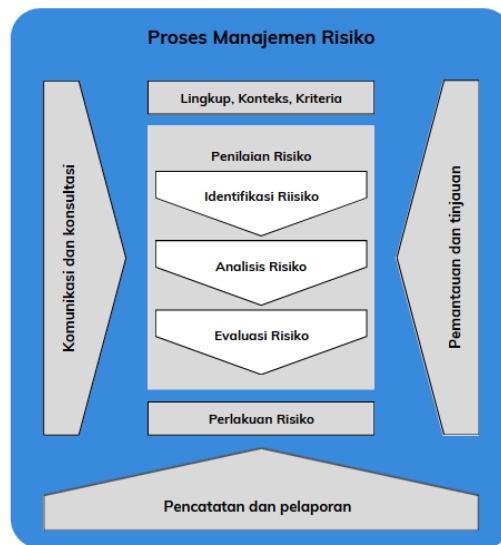 Proses Manajemen Risiko
Lingkup, Konteks, Kriteria
Komunikasi dan konsultasi
Penilaian Risiko
Identifikasi Riisiko
Analisis Risiko
Evaluasi Risiko
Pemantauan dan tinjauan
Perlakuan Risiko
Pencatatan dan pelaporan